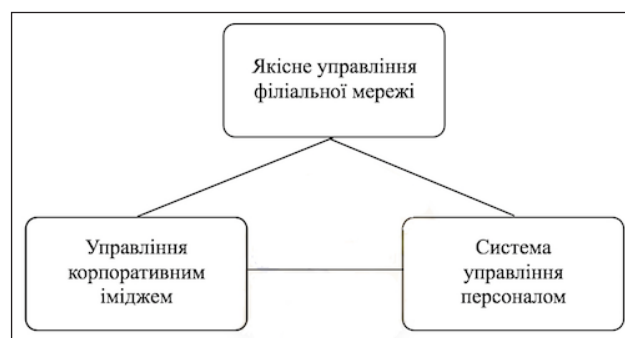 Якісне управління
філіальної мережі
Управління
корпоративним
іміджем
Система
управління
персоналом